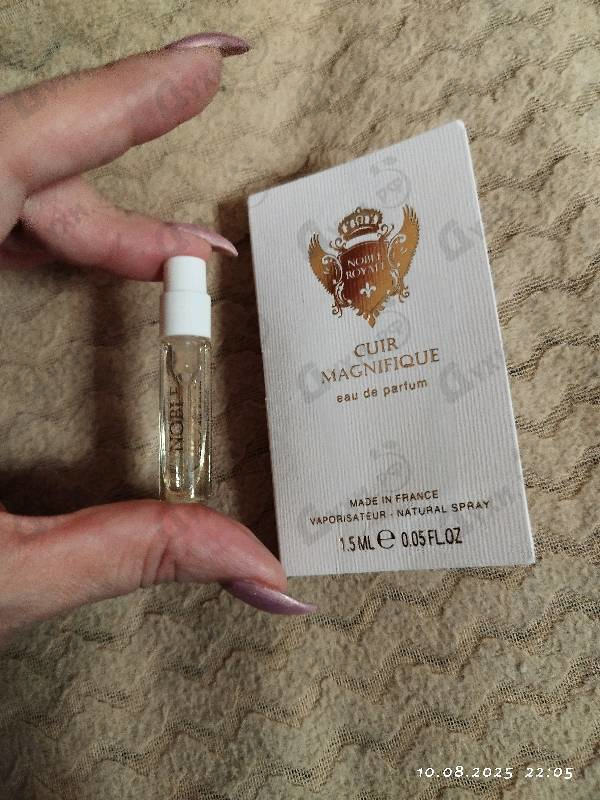 NOBLE
ROYALE
CUIR
MAGNIFIQUE
eau de parfum
MADE IN FRANCE
VAPORISATEUR - NATURAL SPRAY
1.5 ML e 0.05 FL.OZ
NOBLE
10.08.2025 22:05